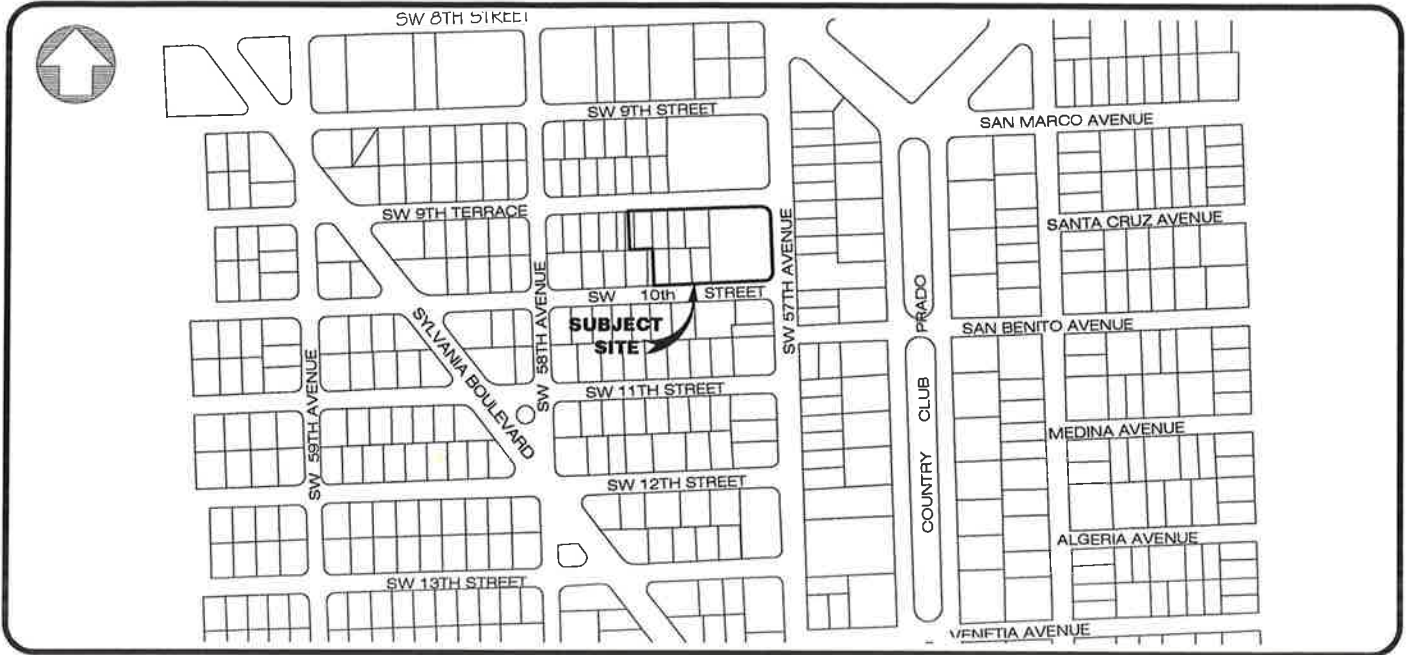 SW 8TH STREET
SW 9TH STREET
SAN MARCO AVENUE
SW 9TH TERRACE
SANTA CRUZ AVENUE
SW 57TH AVENUE
SW 58TH AVENUE
SW 10th STREET
COUNTRY CLUB PRADO
SUBJECT
SITE
SAN BENITO AVENUE
SYLVANIA BOULEVARD
SW 59TH AVENUE
SW 11TH STREET
MEDINA AVENUE
SW 12TH STREET
ALGERIA AVENUE
SW 13TH STREET
VENETIA AVENUE